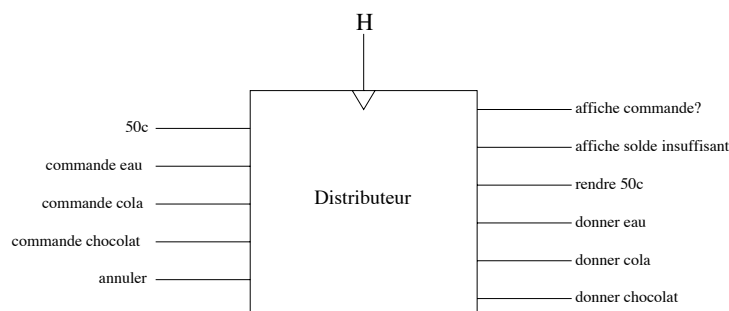 H
50c
commande eau
commande cola
commande chocolat
annuler
Distributeur
affiche commande?
affiche solde insuffisant
rendre 50c
donner eau
donner cola
donner chocolat